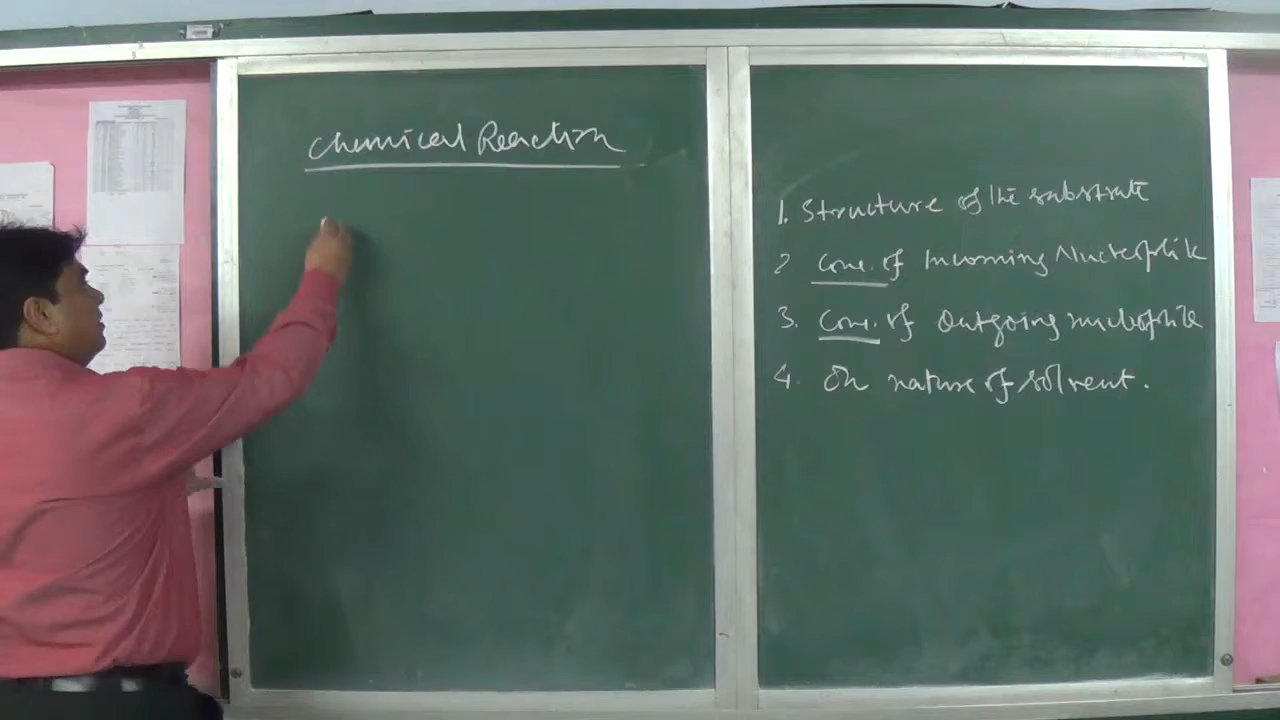 Chemical Reaction
1. Structure of the substrate
2 Conc. of Incoming Nucleophile
3. Conc. of Outgoing nucleophile
4. On nature of solvent.